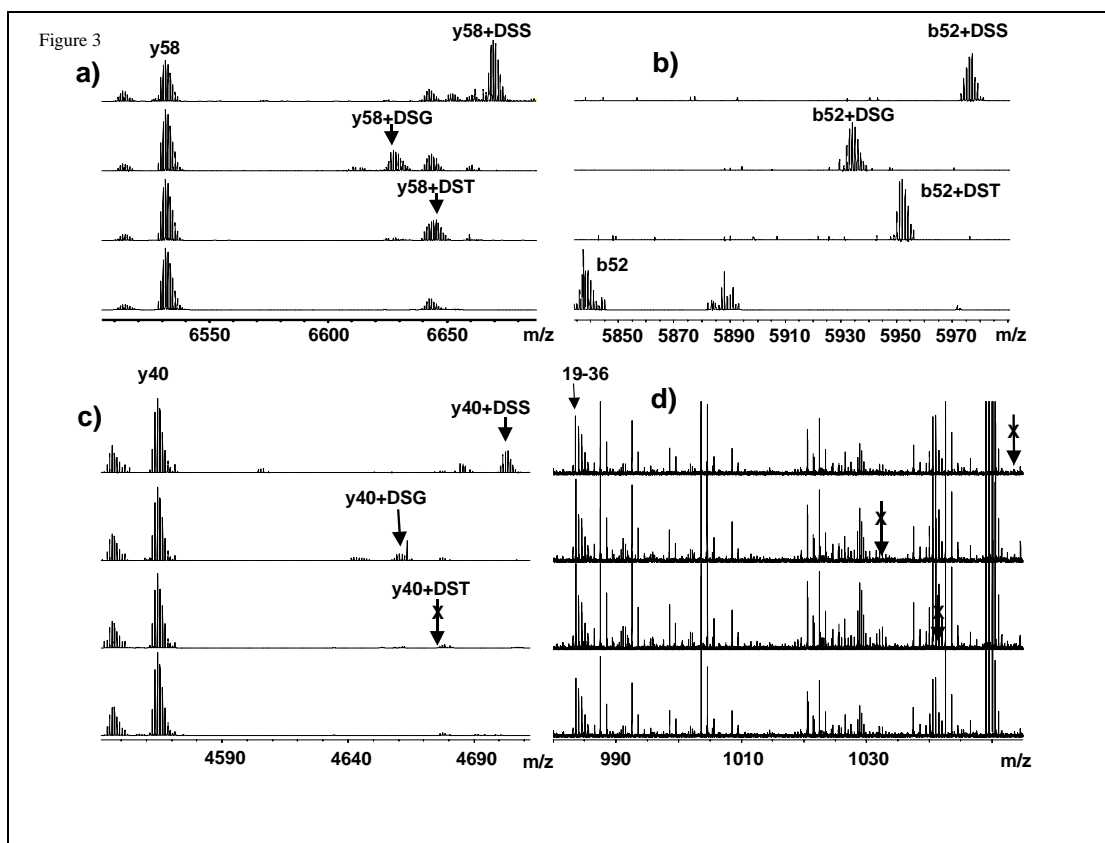 Figure 3
a)
y58
y58+DSS
y58+DSG
y58+DST
6550 6600 6650 m/z
b)
b52+DSS
b52+DSG
b52+DST
b52
5850 5870 5890 5910 5930 5950 5970 m/z
c)
y40
y40+DSS
y40+DSG
y40+DST
X
4590 4640 4690 m/z
19-36
d)
X
X
X
990 1010 1030 m/z